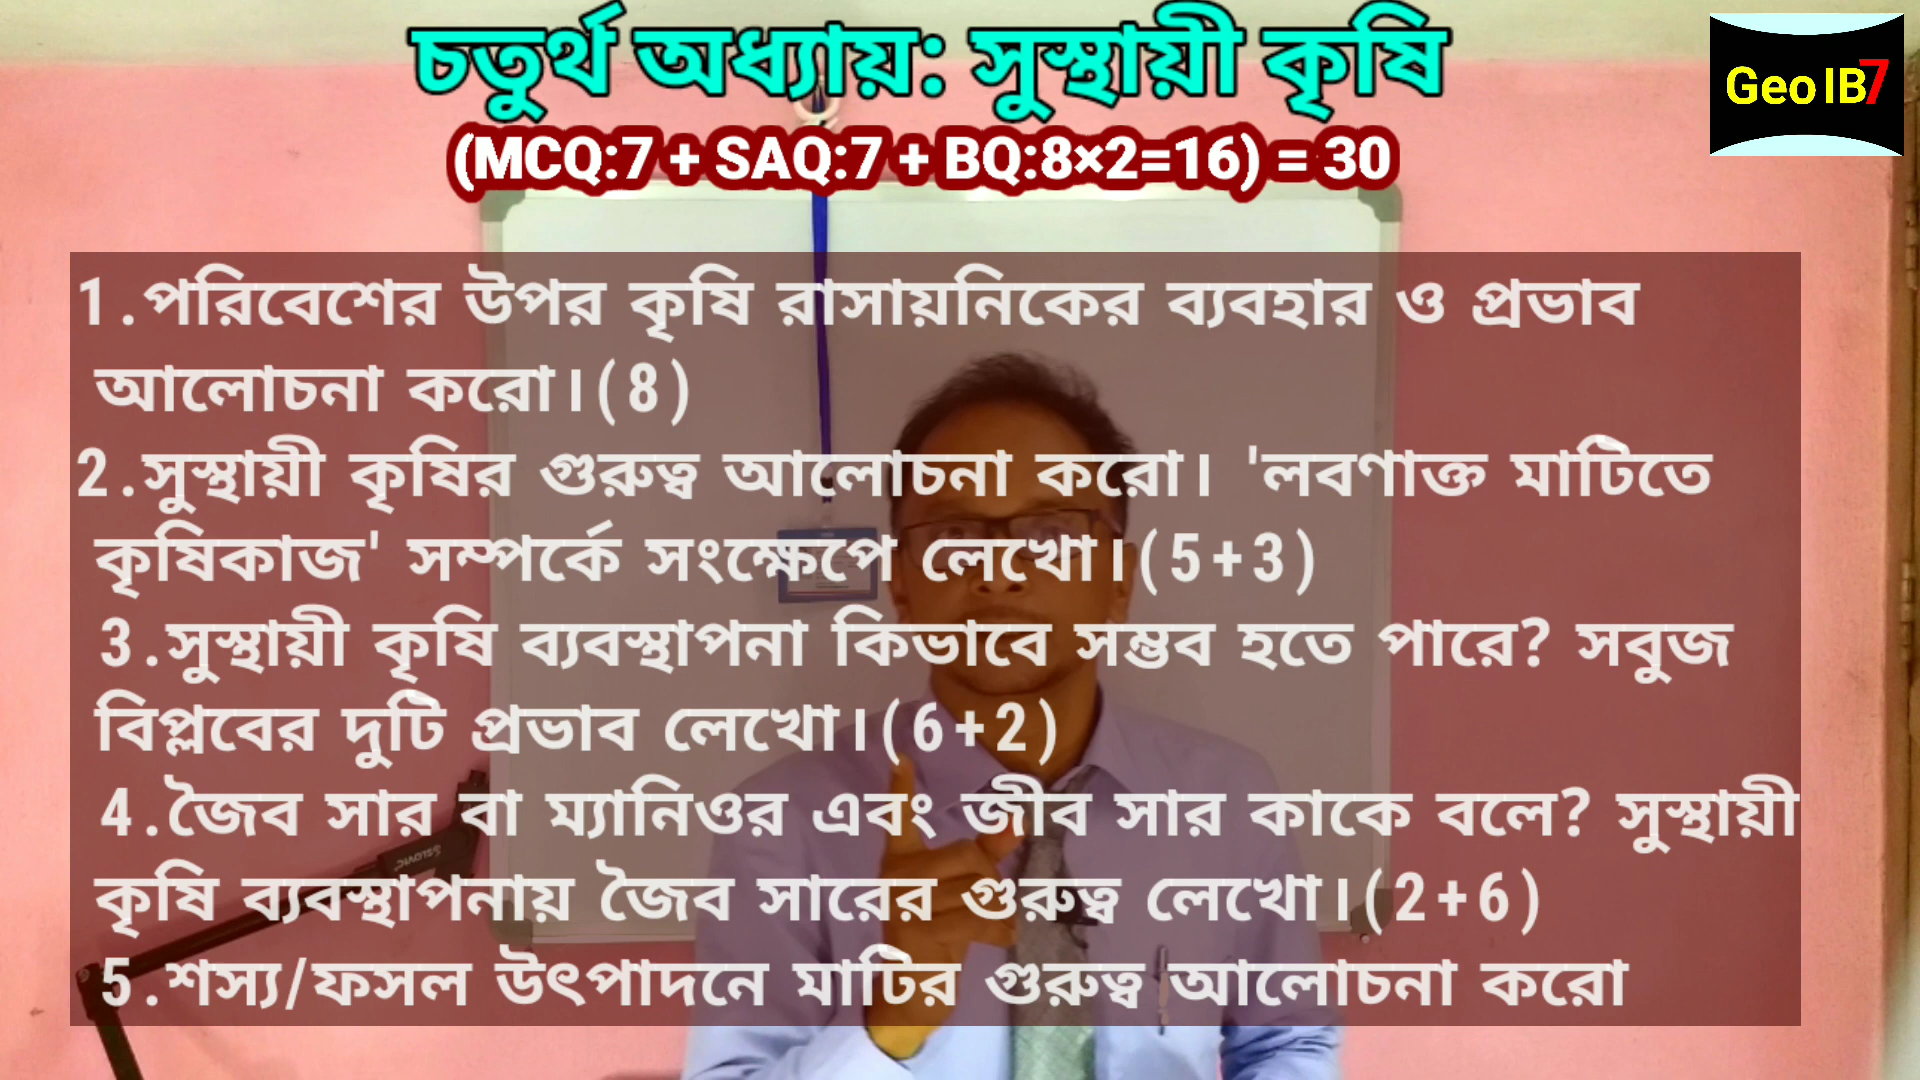 চতুর্থ অধ্যায়: সুস্থায়ী কৃষি
Geo IB7
(MCQ:7 + SAQ:7 + BQ:8×2=16) = 30
1.পরিবেশের উপর কৃষি রাসায়নিকের ব্যবহার ও প্রভাব
আলোচনা করো।(8)
2.সুস্থায়ী কৃষির গুরুত্ব আলোচনা করো। 'লবণাক্ত মাটিতে
কৃষিকাজ' সম্পর্কে সংক্ষেপে লেখো।(5+3)
3.সুস্থায়ী কৃষি ব্যবস্থাপনা কিভাবে সম্ভব হতে পারে? সবুজ
বিপ্লবের দুটি প্রভাব লেখো।(6+2)
4.জৈব সার বা ম্যানিওর এবং জীব সার কাকে বলে? সুস্থায়ী
কৃষি ব্যবস্থাপনায় জৈব সারের গুরুত্ব লেখো।(2+6)
5.শস্য/ফসল উৎপাদনে মাটির গুরুত্ব আলোচনা করো